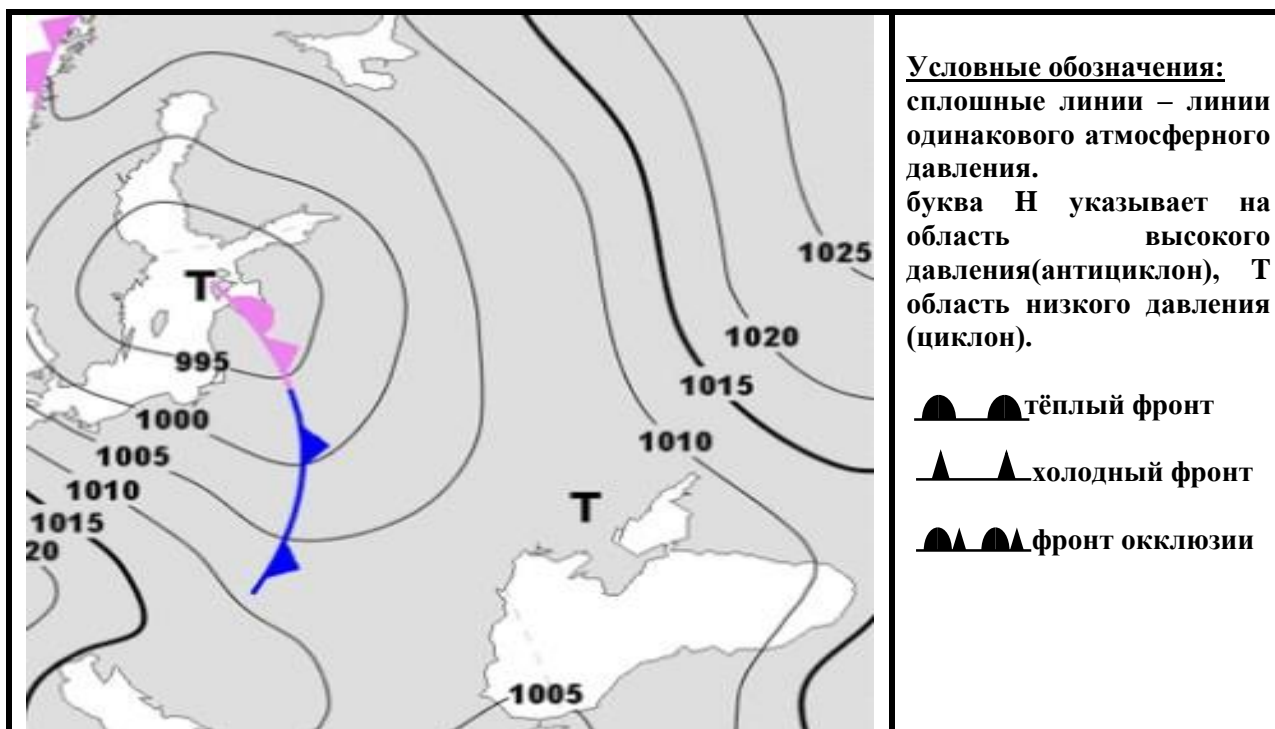 1025
T
1020
995
1015
1000
1010
1005
1010
T
1015
20
1005
Условные обозначения:
сплошные линии – линии
одинакового атмосферного
давления.
буква Н указывает на
область высокого
давления(антициклон), Т
область низкого давления
(циклон).
тёплый фронт
холодный фронт
фронт окклюзии